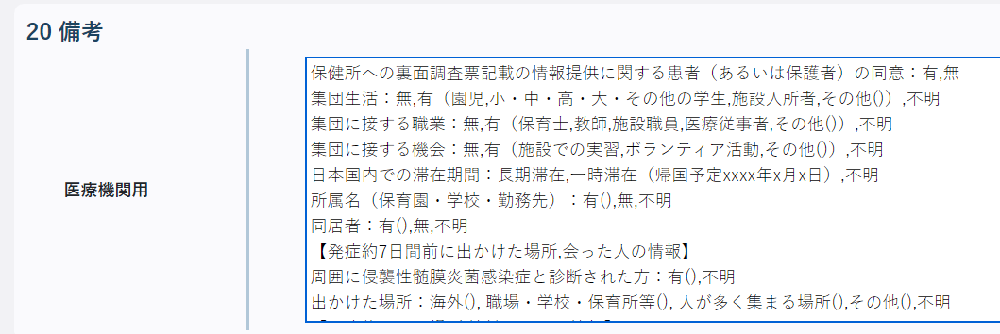 20 備考
医療機関用
保健所への裏面調査票記載の情報提供に関する患者（あるいは保護者）の同意：有,無
集団生活：無,有（園児,小・中・高・大・その他の学生,施設入所者,その他()）,不明
集団に接する職業：無,有（保育士,教師,施設職員,医療従事者,その他()）,不明
集団に接する機会：無,有（施設での実習,ボランティア活動,その他()）,不明
日本国内での滞在期間：長期滞在,一時滞在（帰国予定xxxx年x月x日）,不明
所属名（保育園・学校・勤務先）：有(),無,不明
同居者：有(),無,不明
【発症約7日間前に出かけた場所,会った人の情報】
周囲に侵襲性髄膜炎菌感染症と診断された方：有(),不明
出かけた場所：海外(), 職場・学校・保育所等(), 人が多く集まる場所(),その他(),不明